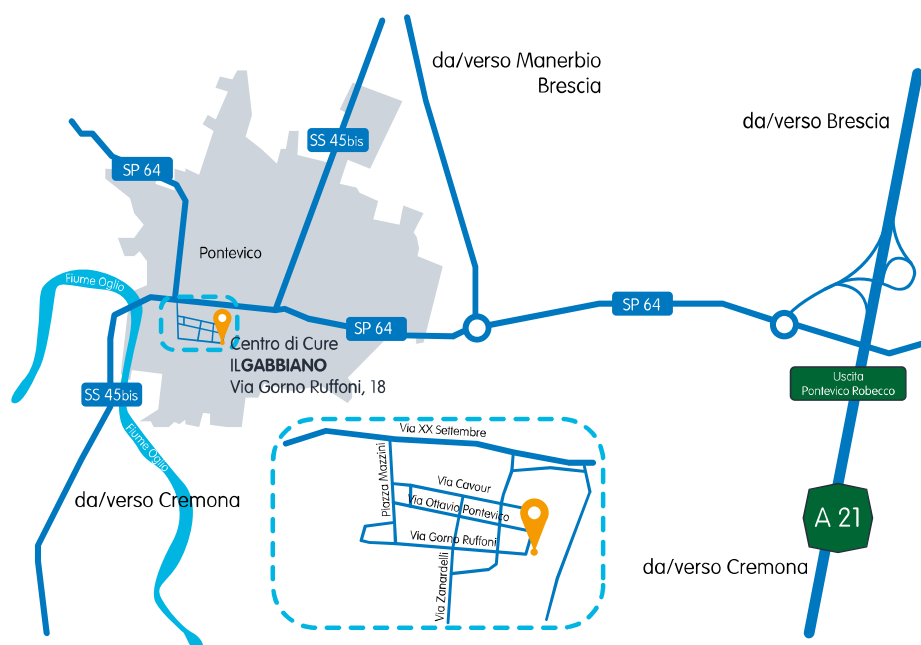 da/verso Manerbio
Brescia
da/verso Brescia
SS 45bis
SP 64
Pontevico
Fiume Oglio
SP 64
SP 64
Centro di Cure
ILGABBIANO
Via Gorno Ruffoni, 18
Uscita
Pontevico Robecco
SS 45bis
Fiume Oglio
da/verso Cremona
Via XX Settembre
Piazza Mazzini
Via Cavour
Via Ottavio Pontevico
Via Gorno Ruffoni
Via Zanardelli
A 21
da/verso Cremona